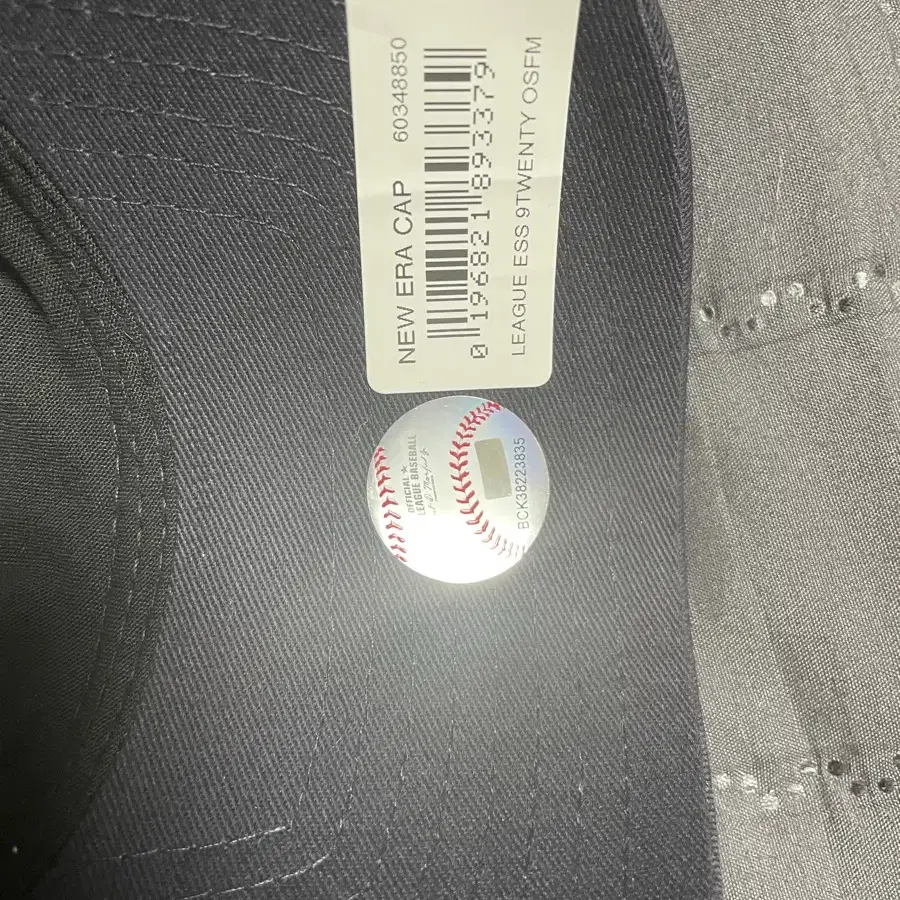 NEW ERA CAP 60348850
0 196821 893379
LEAGUE ESS 9TWENTY OSFM
OFFICIAL
LEAGUE BASEBALL
BCK38223835